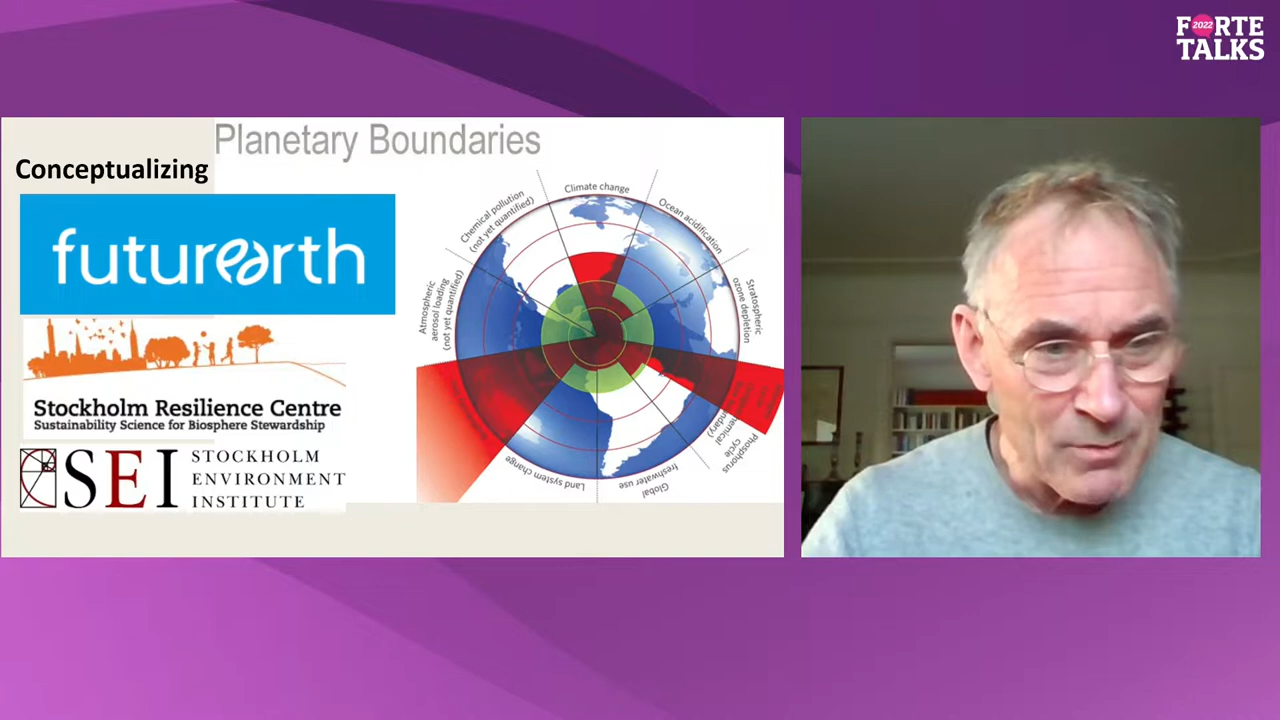 FORTE
2022
TALKS
Planetary Boundaries
Conceptualizing
futurearth
Stockholm Resilience Centre
Sustainability Science for Biosphere Stewardship
SEI
STOCKHOLM
ENVIRONMENT
INSTITUTE
Climate change
Ocean acidification
Stratospheric
ozone depletion
Phosphorus
cycle
Global
freshwater use
Land system change
Atmospheric
aerosol loading
(not yet quantified)
Chemical pollution
(not yet quantified)